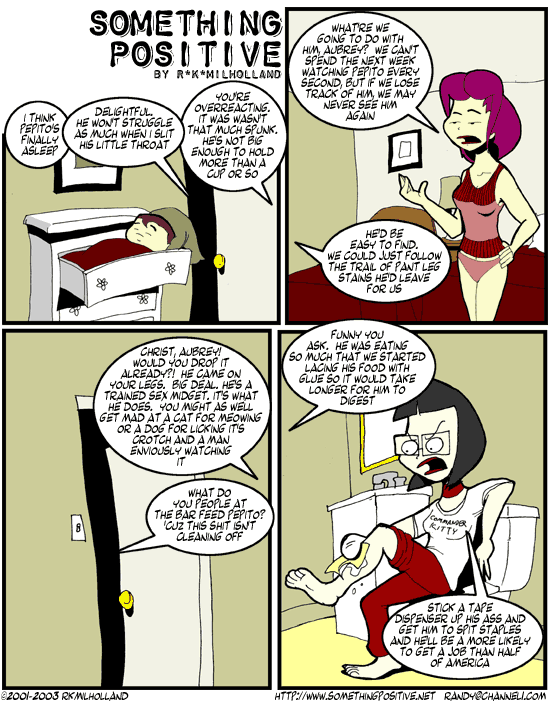 SOMETHING
POSITIVE
BY R*K*MILHOLLAND
I THINK
PEPITO'S
FINALLY
ASLEEP
DELIGHTFUL.
HE WON'T STRUGGLE
AS MUCH WHEN I SLIT
HIS LITTLE THROAT
YOU'RE
OVERREACTING.
IT WAS WASN'T
THAT MUCH SPUNK.
HE'S NOT BIG
ENOUGH TO HOLD
MORE THAN A
CUP OR SO
WHAT'RE WE
GOING TO DO WITH
HIM, AUBREY? WE CAN'T
SPEND THE NEXT WEEK
WATCHING PEPITO EVERY
SECOND, BUT IF WE LOSE
TRACK OF HIM, WE MAY
NEVER SEE HIM
AGAIN
HE'D BE
EASY TO FIND.
WE COULD JUST FOLLOW
THE TRAIL OF PANT LEG
STAINS HE'D LEAVE
FOR US
CHRIST, AUBREY!
WOULD YOU DROP IT
ALREADY?! HE CAME ON
YOUR LEGS. BIG DEAL. HE'S A
TRAINED SEX MIDGET. IT'S WHAT
HE DOES. YOU MIGHT AS WELL
GET MAD AT A CAT FOR MEOWING
OR A DOG FOR LICKING IT'S
CROTCH AND A MAN
ENVIOUSLY WATCHING
IT
WHAT DO
YOU PEOPLE AT
THE BAR FEED PEPITO?
'CUZ THIS SHIT ISN'T
CLEANING OFF
FUNNY YOU
ASK. HE WAS EATING
SO MUCH THAT WE STARTED
LACING HIS FOOD WITH
GLUE SO IT WOULD TAKE
LONGER FOR HIM TO
DIGEST
COMMANDER
KITTY
STICK A TAPE
DISPENSER UP HIS ASS AND
GET HIM TO SPIT STAPLES
AND HE'LL BE A MORE LIKELY
TO GET A JOB THAN HALF
OF AMERICA
©2001-2003 RKMILHOLLAND
HTTP://WWW.SOMETHINGPOSITIVE.NET RANDY@CHANNEL1.COM